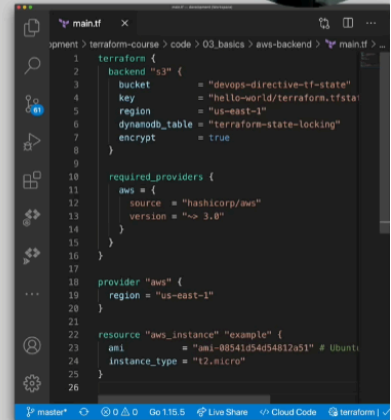 main.tf
pment > terraform-course > code > 03_basics > aws-backend > main.tf > ...
1 terraform {
2 backend "s3" {
3 bucket = "devops-directive-tf-state"
4 key = "hello-world/terraform.tfstat
5 region = "us-east-1"
6 dynamodb_table = "terraform-state-locking"
7 encrypt = true
8 }
9
10 required_providers {
11 aws = {
12 source = "hashicorp/aws"
13 version = "~> 3.0"
14 }
15 }
16 }
17
18 provider "aws" {
19 region = "us-east-1"
20 }
21
22 resource "aws_instance" "example" {
23 ami = "ami-08541d54d54812a51" # Ubunt
24 instance_type = "t2.micro"
25 }
26
61
master* 0 0 Go 1.15.5 Live Share Cloud Code terraform